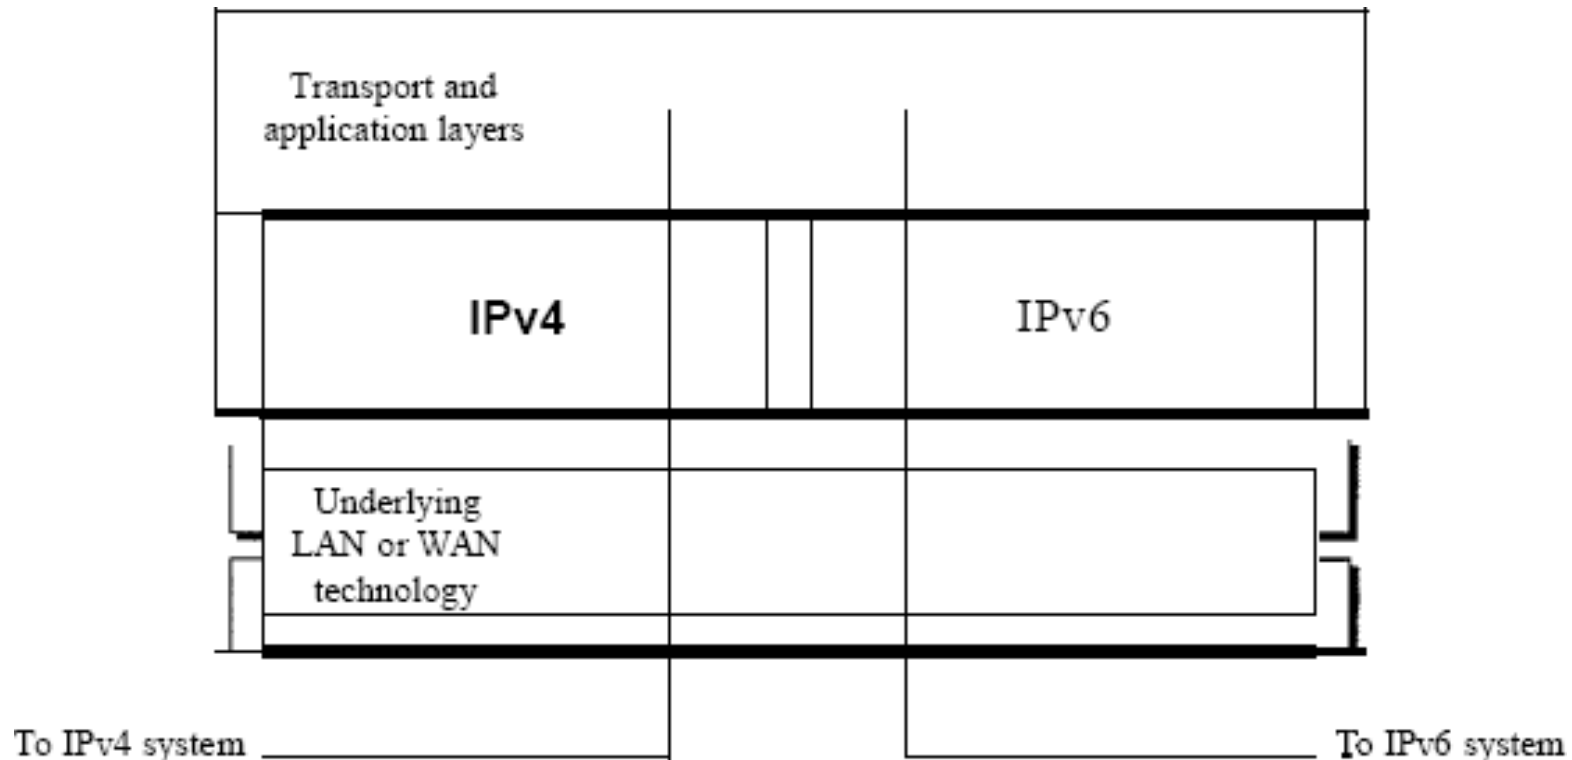 Transport and
application layers
IPv4
IPv6
Underlying
LAN or WAN
technology
To IPv4 system
To IPv6 system